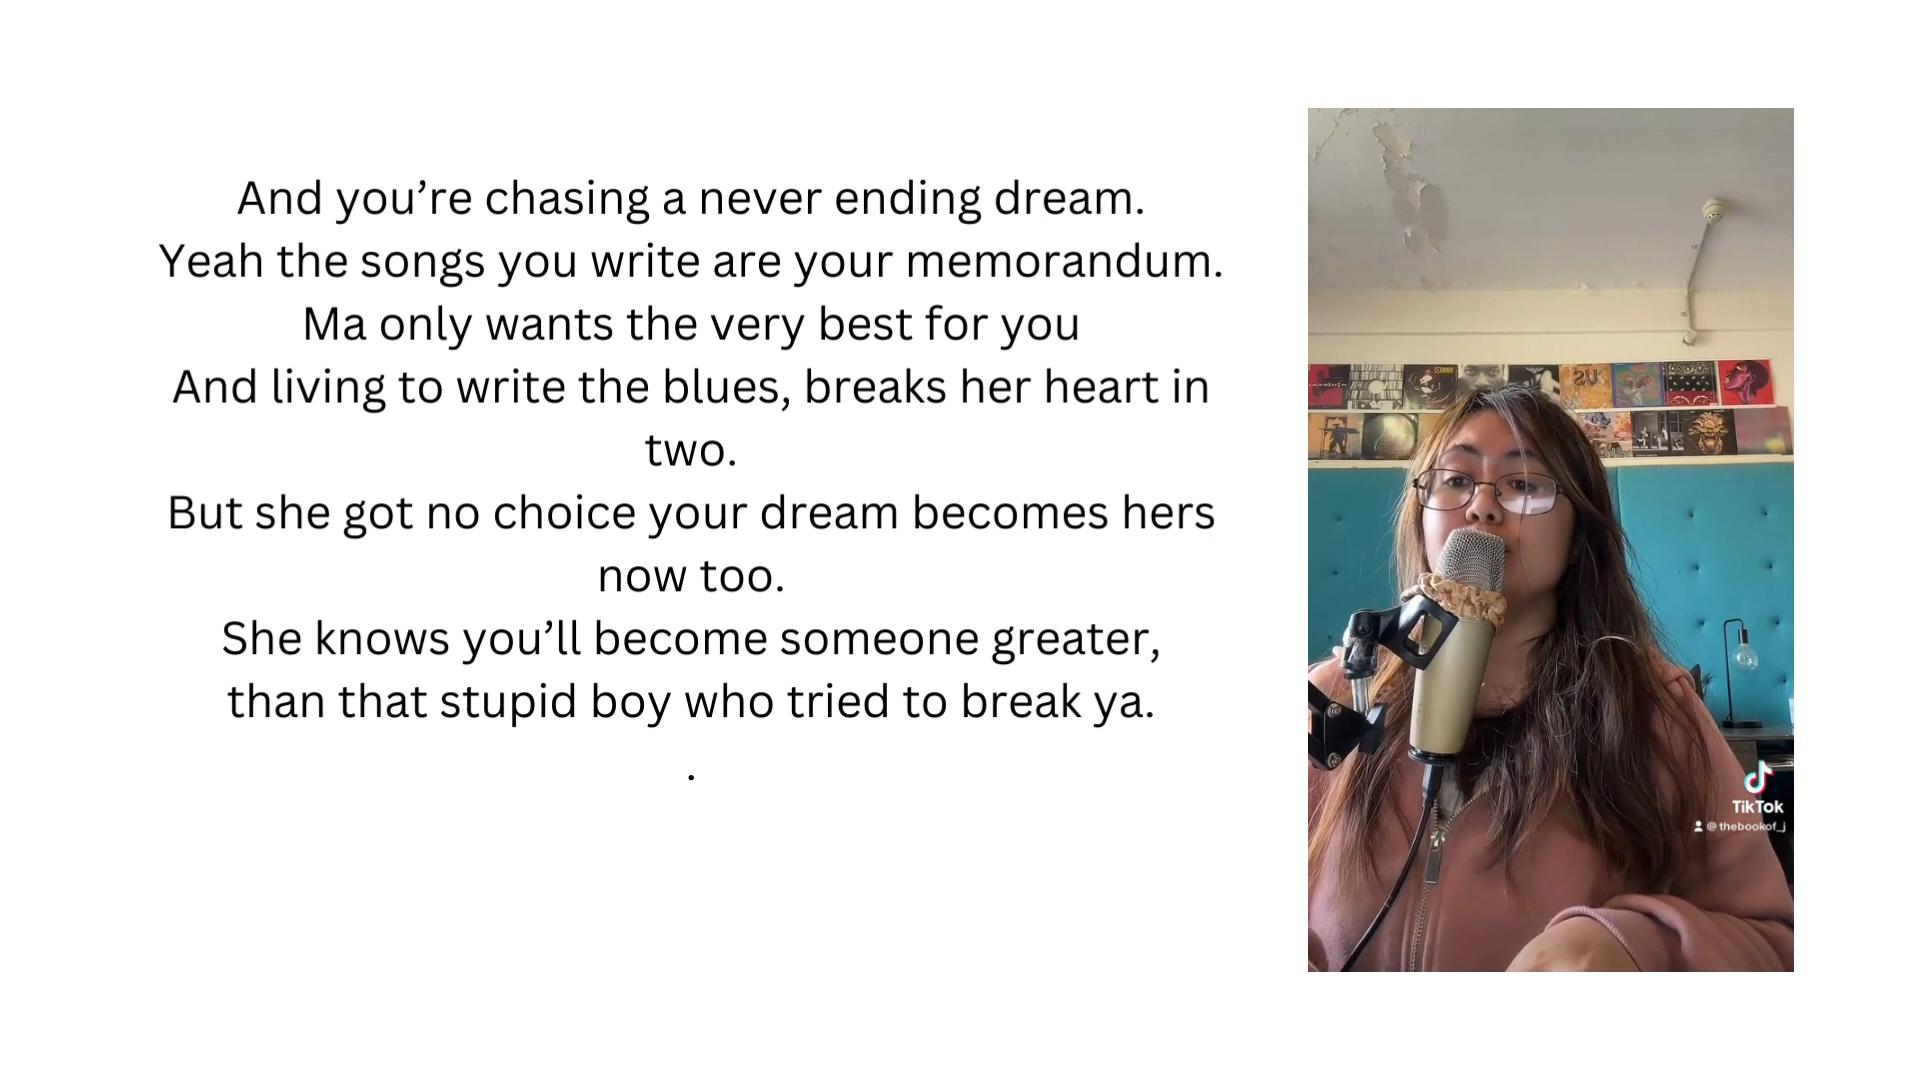 And you’re chasing a never ending dream.
Yeah the songs you write are your memorandum.
Ma only wants the very best for you
And living to write the blues, breaks her heart in
two.
But she got no choice your dream becomes hers
now too.
She knows you’ll become someone greater,
than that stupid boy who tried to break ya.
.
TikTok
@thebookof_j